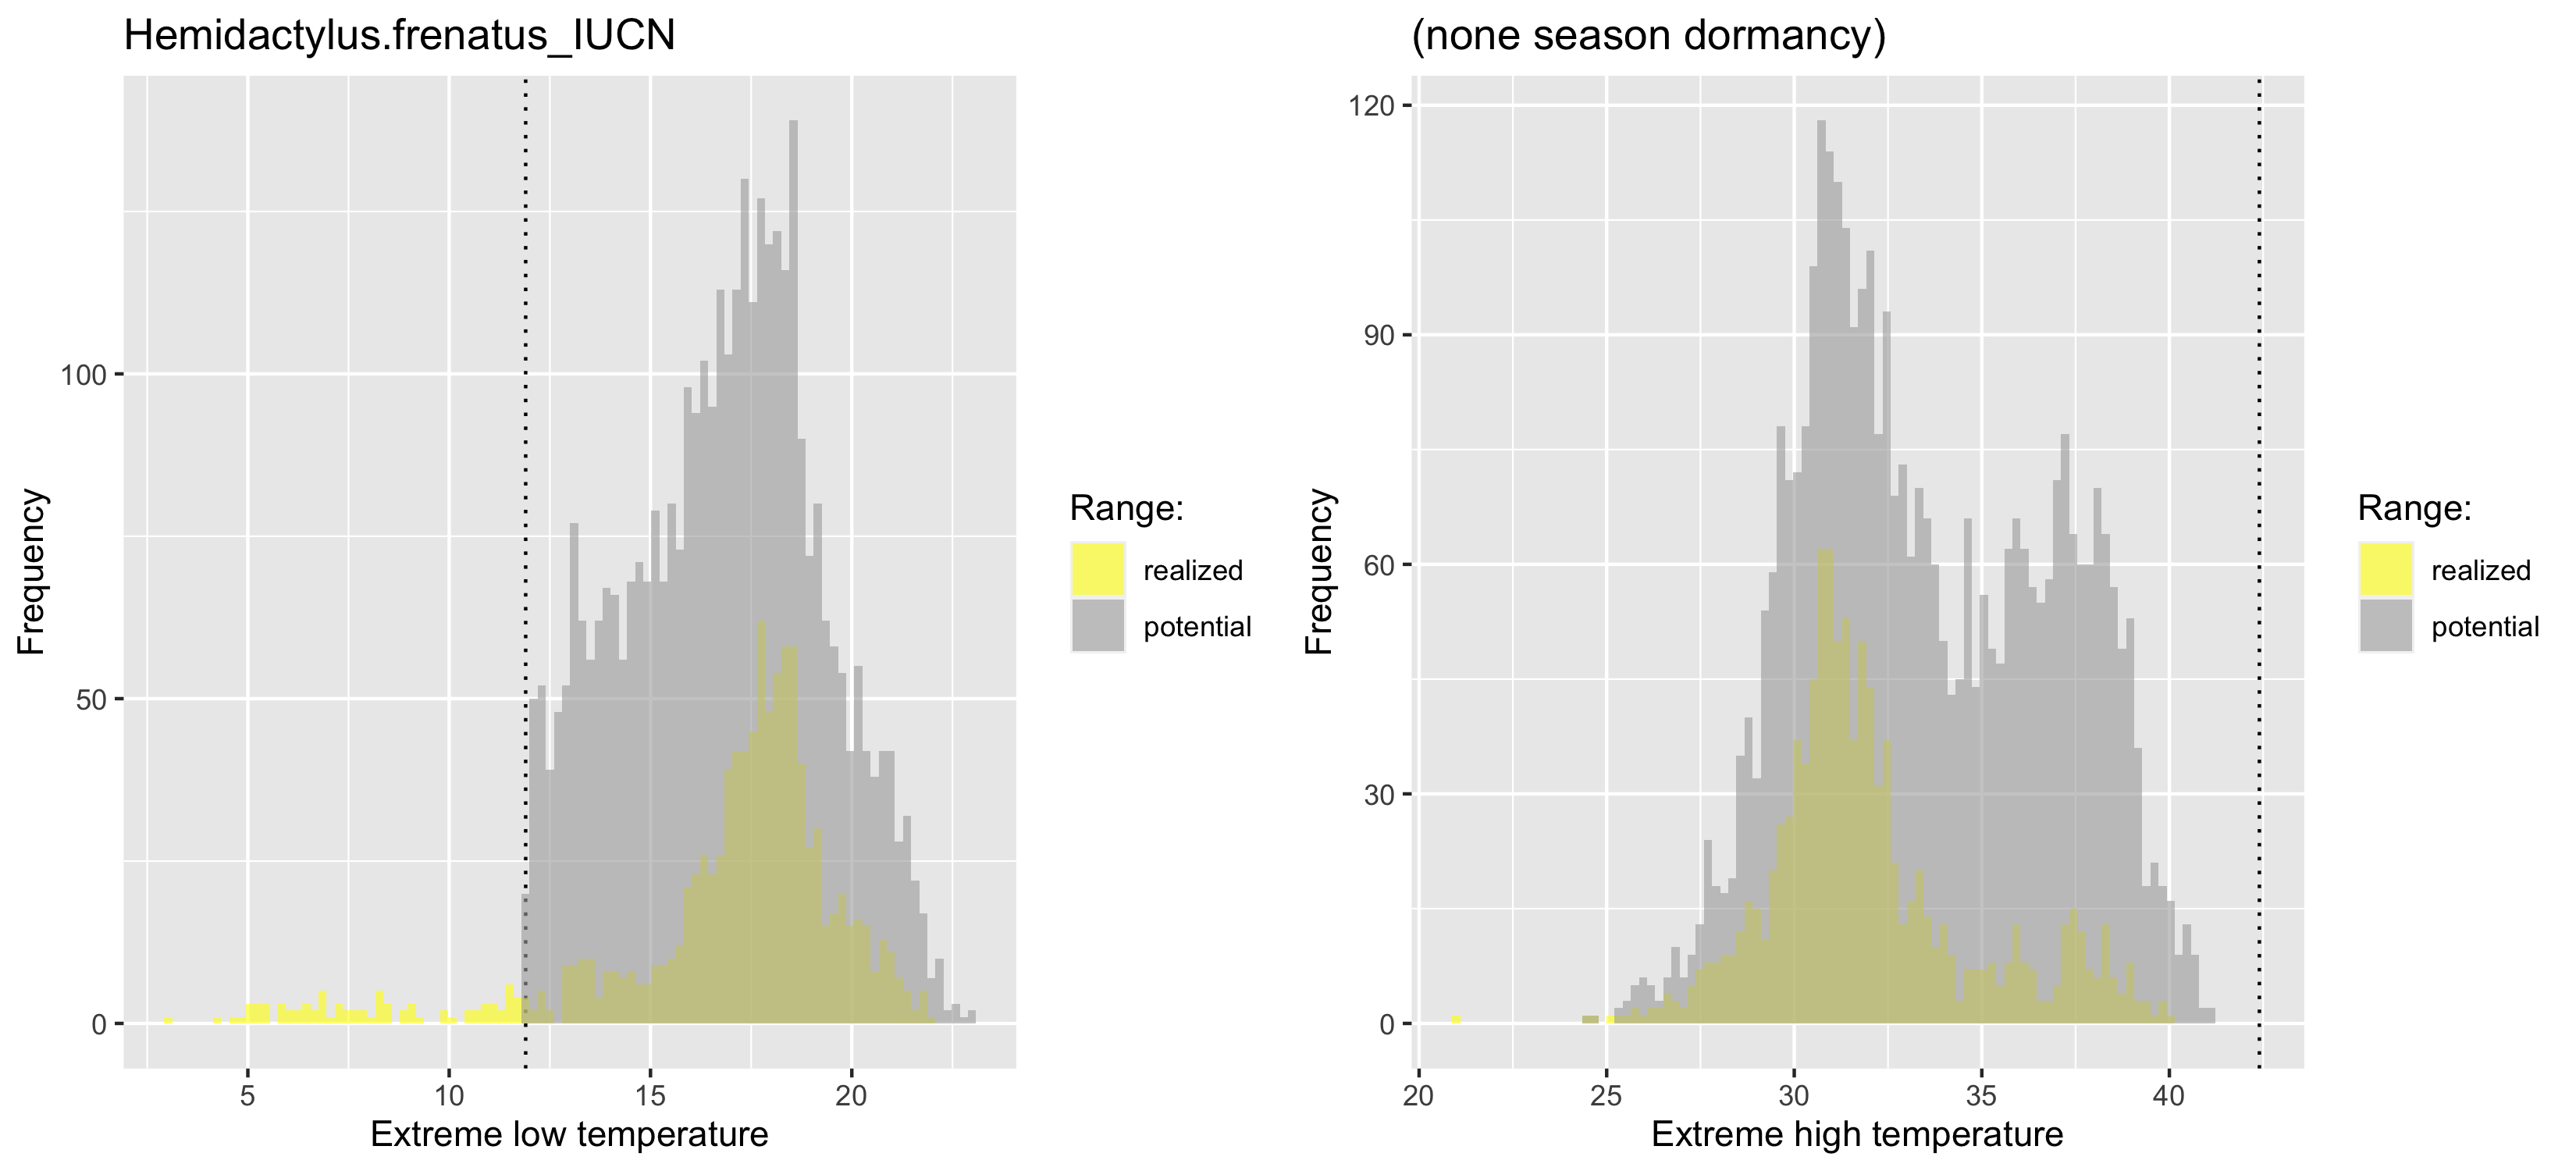 Hemidactylus.frenatus_IUCN
Frequency
100
50
0
5 10 15 20
Extreme low temperature
Range:
realized
potential
(none season dormancy)
Frequency
120
90
60
30
0
20 25 30 35 40
Extreme high temperature
Range:
realized
potential